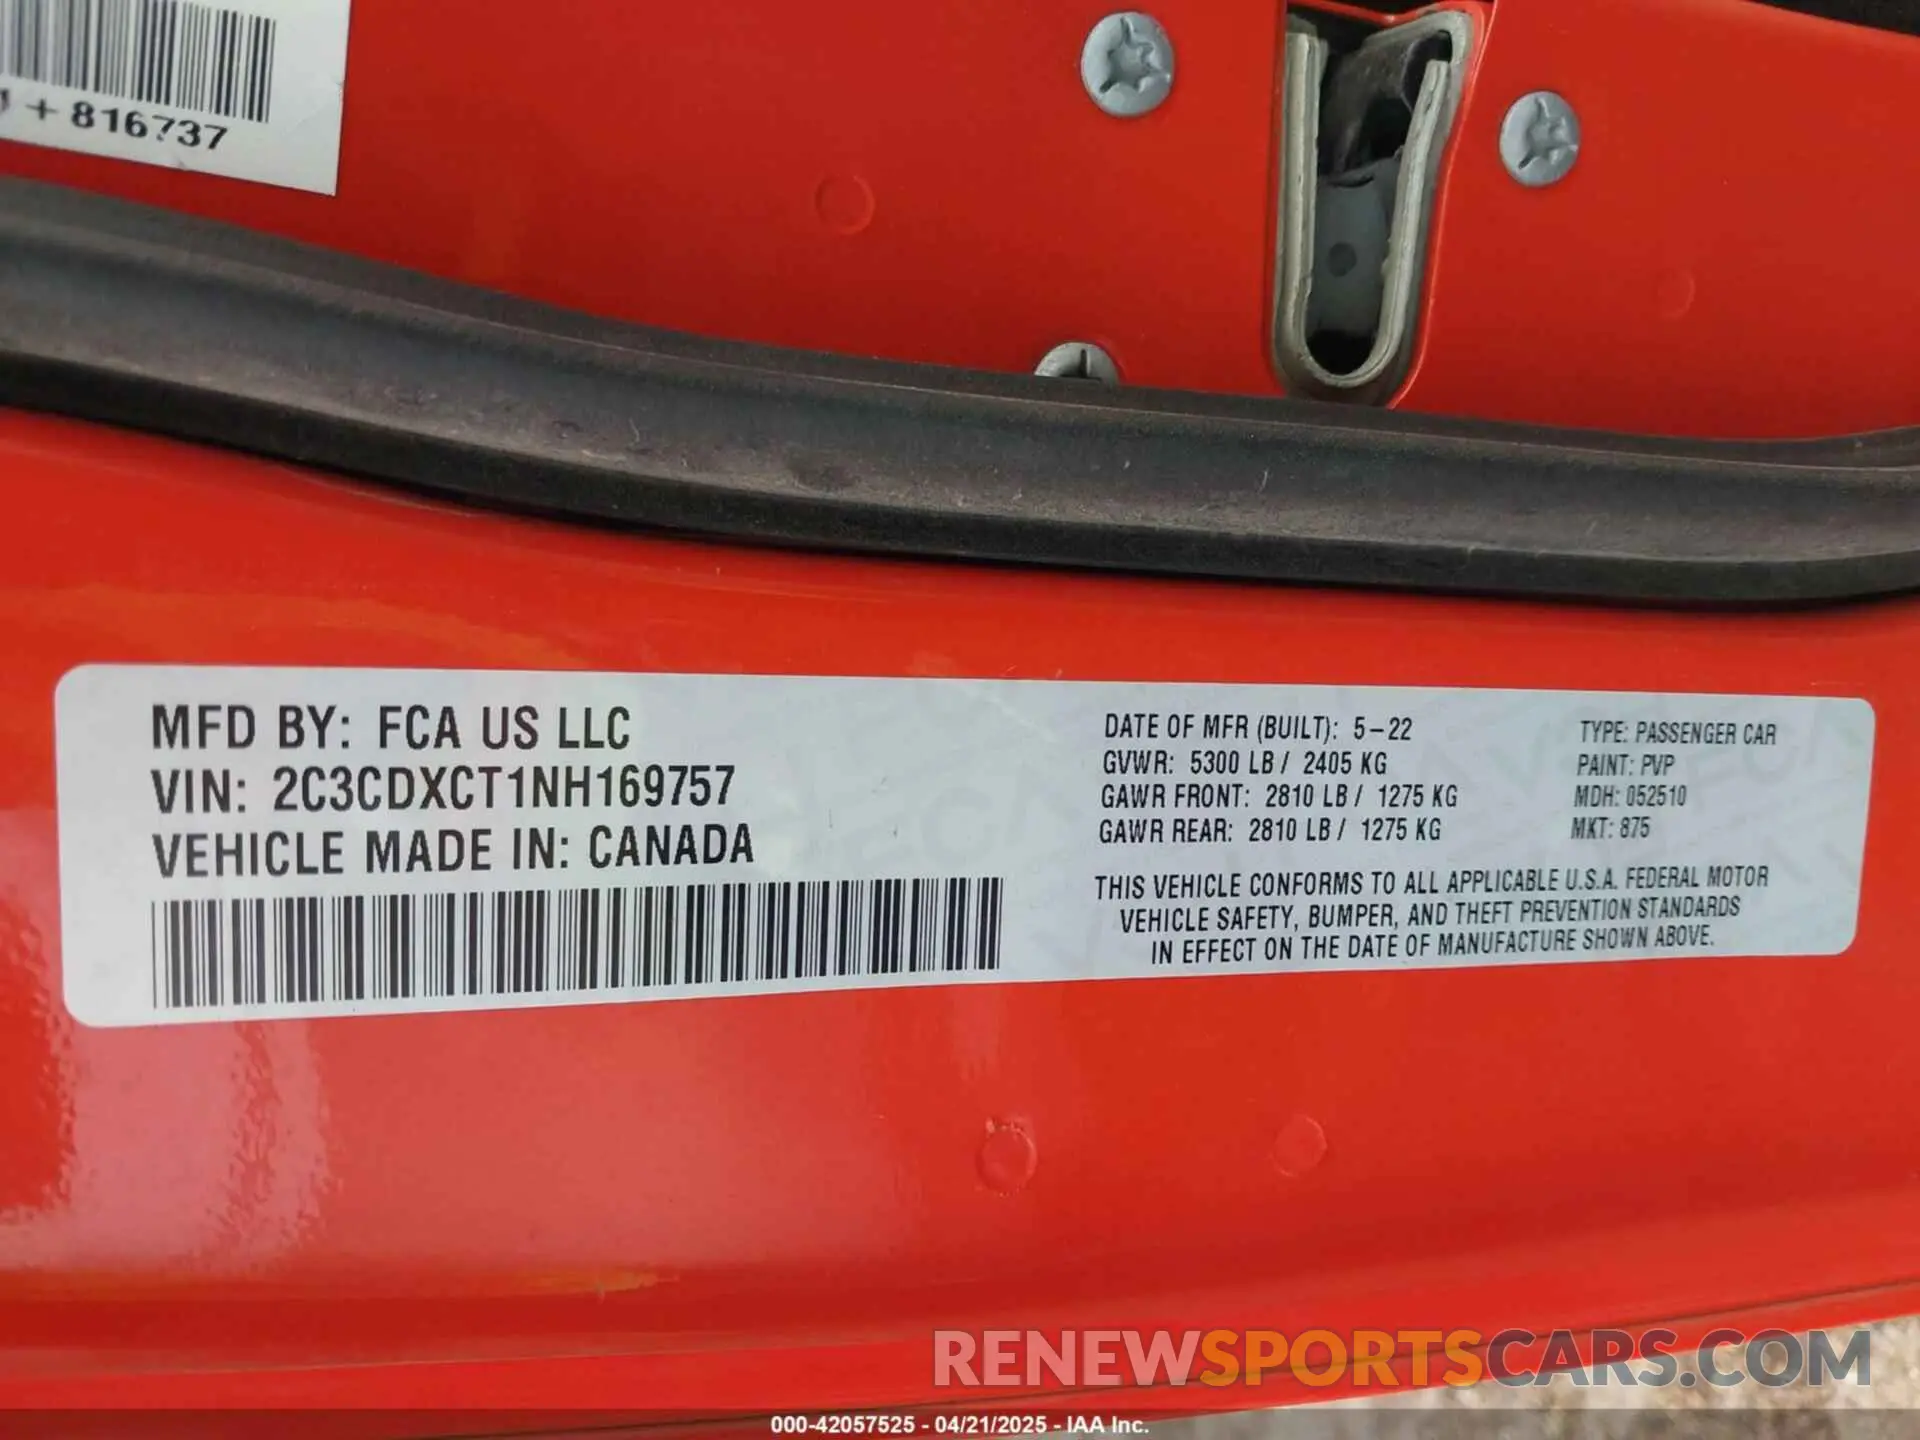 + 816737
MFD BY: FCA US LLC
VIN: 2C3CDXCT1NH169757
VEHICLE MADE IN: CANADA
DATE OF MFR (BUILT): 5-22
GVWR: 5300 LB / 2405 KG
GAWR FRONT: 2810 LB / 1275 KG
GAWR REAR: 2810 LB / 1275 KG
TYPE: PASSENGER CAR
PAINT: PVP
MDH: 052510
MKT: 875
THIS VEHICLE CONFORMS TO ALL APPLICABLE U.S.A. FEDERAL MOTOR
VEHICLE SAFETY, BUMPER, AND THEFT PREVENTION STANDARDS
IN EFFECT ON THE DATE OF MANUFACTURE SHOWN ABOVE.
RENEWSPORTSCARS.COM
000-42057525 - 04/21/2025 - IAA Inc.